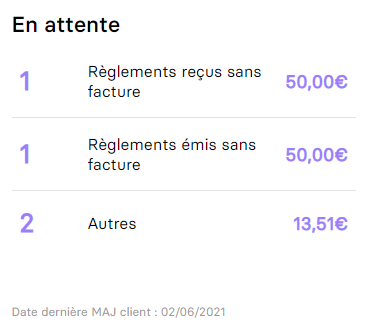 En attente
1 Règlements reçus sans facture 50,00€
1 Règlements émis sans facture 50,00€
2 Autres 13,51€
Date dernière MAJ client : 02/06/2021